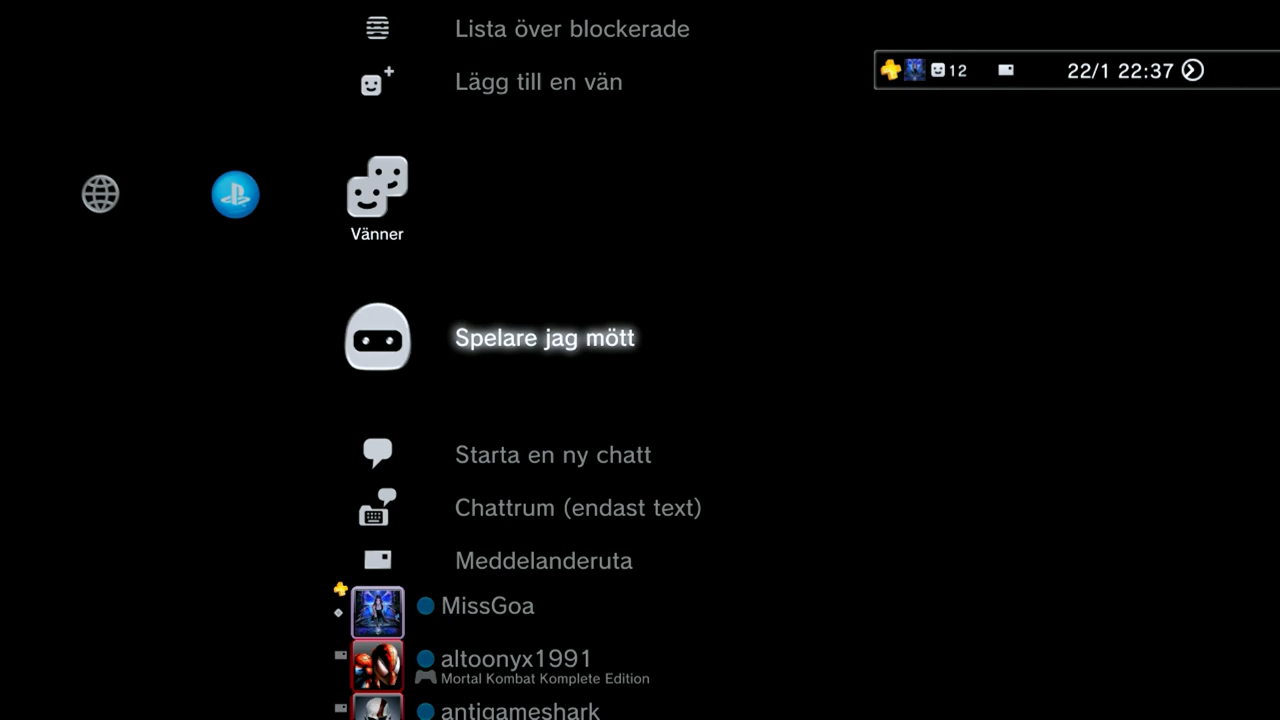 Lista över blockerade
Lägg till en vän
12
22/1 22:37
Vänner
Spelare jag mött
Starta en ny chatt
Chattrum (endast text)
Meddelanderuta
MissGoa
altoonyx1991
Mortal Kombat Komplete Edition
antigameshark